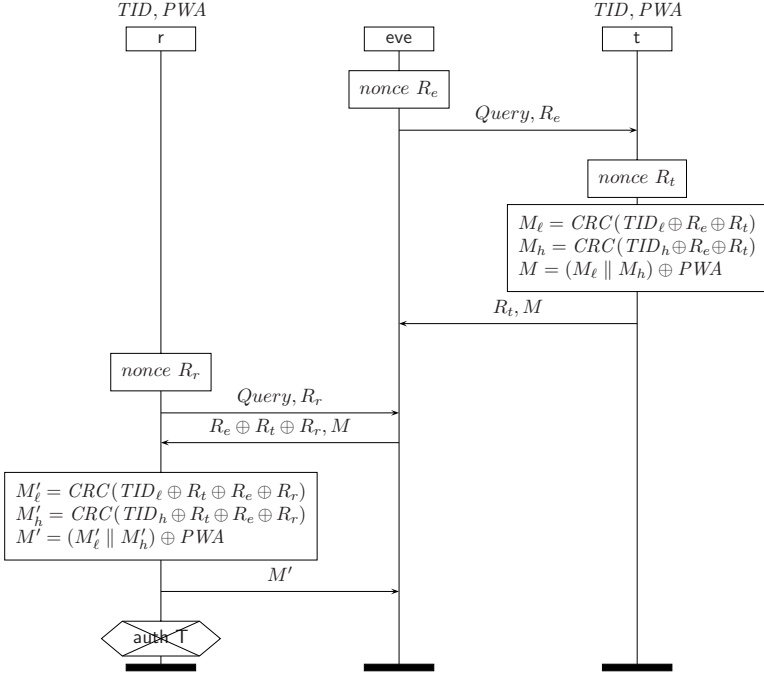 TID, PWA TID, PWA
r eve t
nonce R_e
Query, R_e
nonce R_t
M_ℓ = CRC(TID_ℓ ⊕ R_e ⊕ R_t)
M_h = CRC(TID_h ⊕ R_e ⊕ R_t)
M = (M_ℓ ∥ M_h) ⊕ PWA
R_t, M
nonce R_r
Query, R_r
R_e ⊕ R_t ⊕ R_r, M
M′_ℓ = CRC(TID_ℓ ⊕ R_t ⊕ R_e ⊕ R_r)
M′_h = CRC(TID_h ⊕ R_t ⊕ R_e ⊕ R_r)
M′ = (M′_ℓ ∥ M′_h) ⊕ PWA
M′
auth T